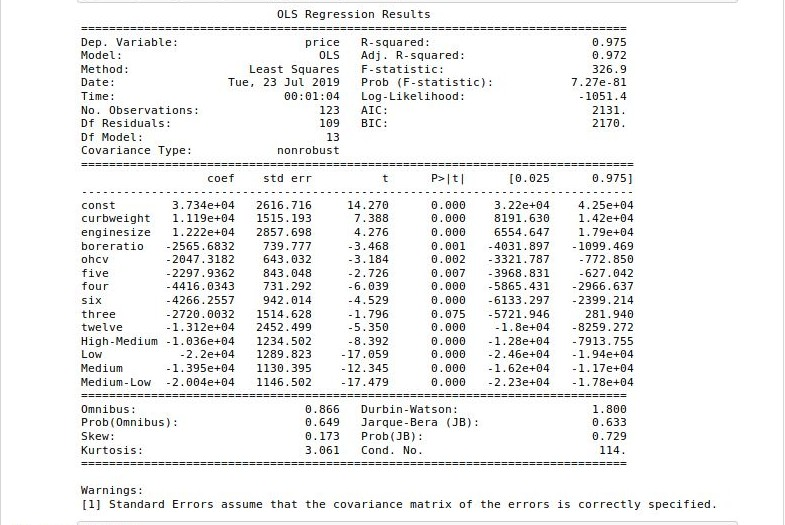 OLS Regression Results
==============================================================================
Dep. Variable: price R-squared: 0.975
Model: OLS Adj. R-squared: 0.972
Method: Least Squares F-statistic: 326.9
Date: Tue, 23 Jul 2019 Prob (F-statistic): 7.27e-81
Time: 00:01:04 Log-Likelihood: -1051.4
No. Observations: 123 AIC: 2131.
Df Residuals: 109 BIC: 2170.
Df Model: 13
Covariance Type: nonrobust
===============================================================================
coef std err t P>|t| [0.025 0.975]
-------------------------------------------------------------------------------
const 3.734e+04 2616.716 14.270 0.000 3.22e+04 4.25e+04
curbweight 1.119e+04 1515.193 7.388 0.000 8191.630 1.42e+04
enginesize 1.222e+04 2857.698 4.276 0.000 6554.647 1.79e+04
boreratio -2565.6832 739.777 -3.468 0.001 -4031.897 -1099.469
ohcv -2047.3182 643.032 -3.184 0.002 -3321.787 -772.850
five -2297.9362 843.048 -2.726 0.007 -3968.831 -627.042
four -4416.0343 731.292 -6.039 0.000 -5865.431 -2966.637
six -4266.2557 942.014 -4.529 0.000 -6133.297 -2399.214
three -2720.0032 1514.628 -1.796 0.075 -5721.946 281.940
twelve -1.312e+04 2452.499 -5.350 0.000 -1.8e+04 -8259.272
High-Medium -1.036e+04 1234.502 -8.392 0.000 -1.28e+04 -7913.755
Low -2.2e+04 1289.823 -17.059 0.000 -2.46e+04 -1.94e+04
Medium -1.395e+04 1130.395 -12.345 0.000 -1.62e+04 -1.17e+04
Medium-Low -2.004e+04 1146.502 -17.479 0.000 -2.23e+04 -1.78e+04
==============================================================================
Omnibus: 0.866 Durbin-Watson: 1.800
Prob(Omnibus): 0.649 Jarque-Bera (JB): 0.633
Skew: 0.173 Prob(JB): 0.729
Kurtosis: 3.061 Cond. No. 114.
==============================================================================
Warnings:
[1] Standard Errors assume that the covariance matrix of the errors is correctly specified.